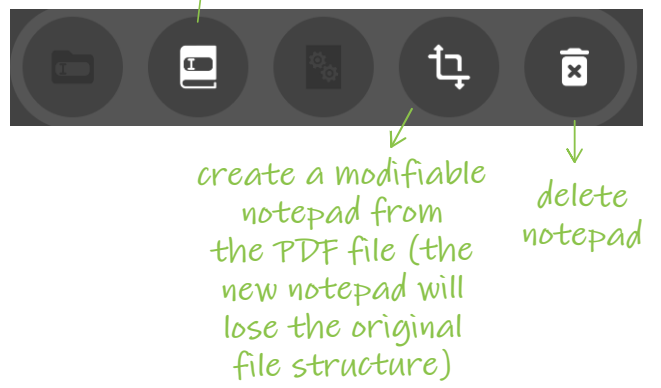 create a modifiable
notepad from
the PDF file (the
new notepad will
lose the original
file structure)
delete
notepad